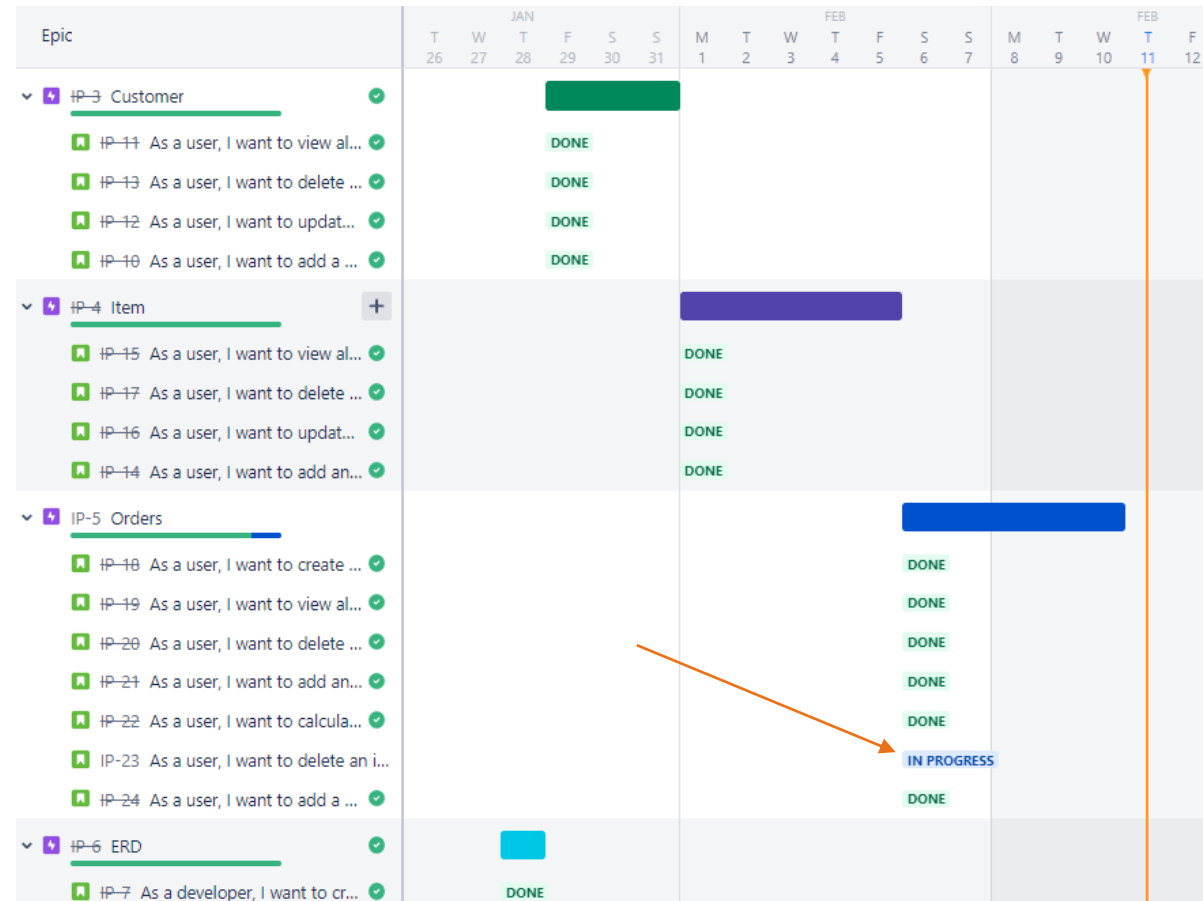 Epic
JAN FEB FEB
T W T F S S M T W T F S S M T W T F
26 27 28 29 30 31 1 2 3 4 5 6 7 8 9 10 11 12
IP-3 Customer
IP-11 As a user, I want to view al... DONE
IP-13 As a user, I want to delete ... DONE
IP-12 As a user, I want to updat... DONE
IP-10 As a user, I want to add a ... DONE
IP-4 Item +
IP-15 As a user, I want to view al... DONE
IP-17 As a user, I want to delete ... DONE
IP-16 As a user, I want to updat... DONE
IP-14 As a user, I want to add an... DONE
IP-5 Orders
IP-18 As a user, I want to create ... DONE
IP-19 As a user, I want to view al... DONE
IP-20 As a user, I want to delete ... DONE
IP-21 As a user, I want to add an... DONE
IP-22 As a user, I want to calcula... DONE
IP-23 As a user, I want to delete an i... IN PROGRESS
IP-24 As a user, I want to add a ... DONE
IP-6 ERD
IP-7 As a developer, I want to cr... DONE